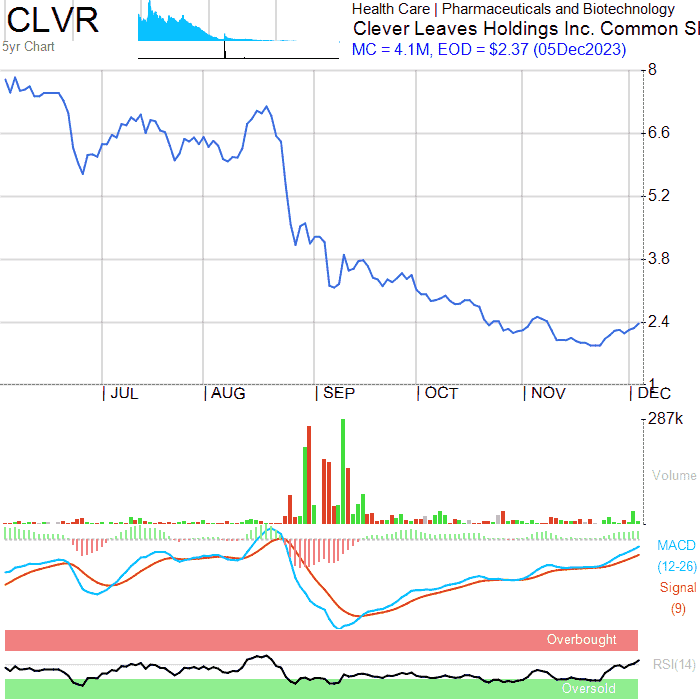 CLVR
5yr Chart
Health Care | Pharmaceuticals and Biotechnology
Clever Leaves Holdings Inc. Common S
MC = 4.1M, EOD = $2.37 (05Dec2023)
8
6.6
5.2
3.8
2.4
1
| JUL | AUG | SEP | OCT | NOV | DEC
287k
Volume
MACD
(12-26)
Signal
(9)
Overbought
RSI(14)
Oversold